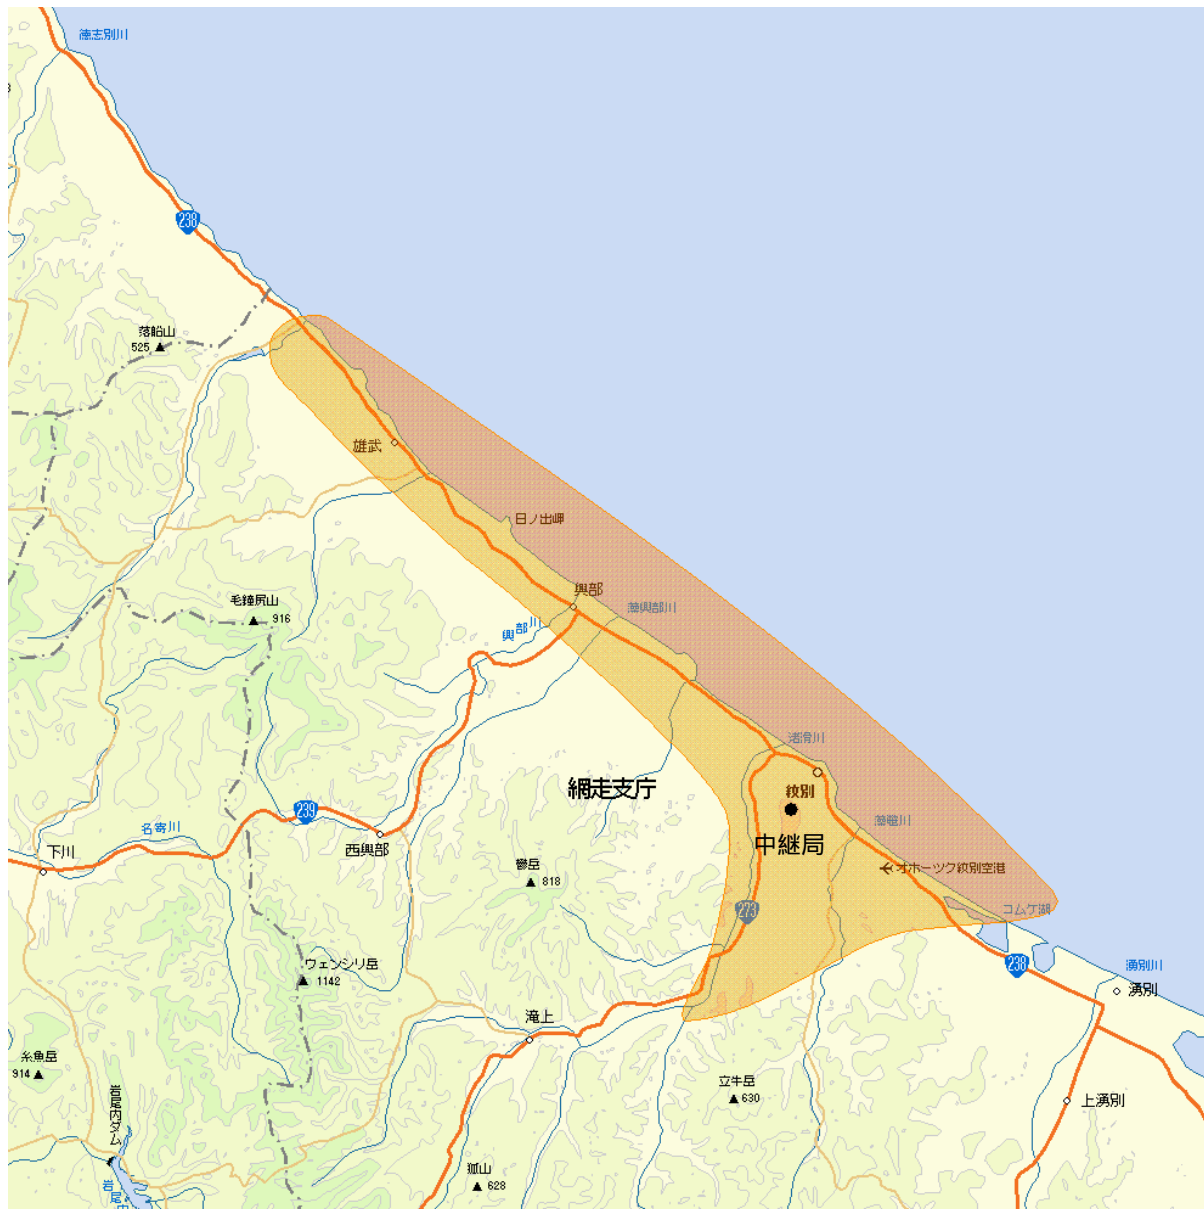 徳志別川
238
落船山
525
雄武
日ノ出岬
毛鐘尻山
916
興部
藻興部川
興部川
渚滑川
網走支庁
紋別
239
名寄川
下川
西興部
中継局
藻鼈川
鬱岳
818
オホーツク紋別空港
273
コムケ湖
ウェンシリ岳
1142
238
湧別川
湧別
滝上
糸魚岳
914
岩尾内ダム
立牛岳
630
上湧別
狐山
628
岩尾内